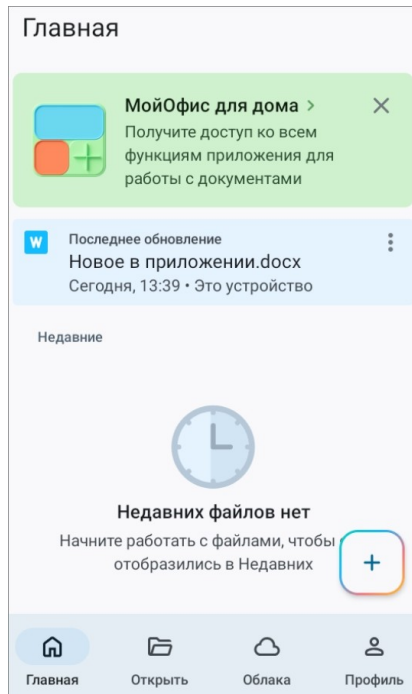 Главная
МойОфис для дома >
Получите доступ ко всем
функциям приложения для
работы с документами
W
Последнее обновление
Новое в приложении.docx
Сегодня, 13:39 • Это устройство
Недавние
Недавних файлов нет
Начните работать с файлами, чтобы
отобразились в Недавних
Главная
Открыть
Облака
Профиль